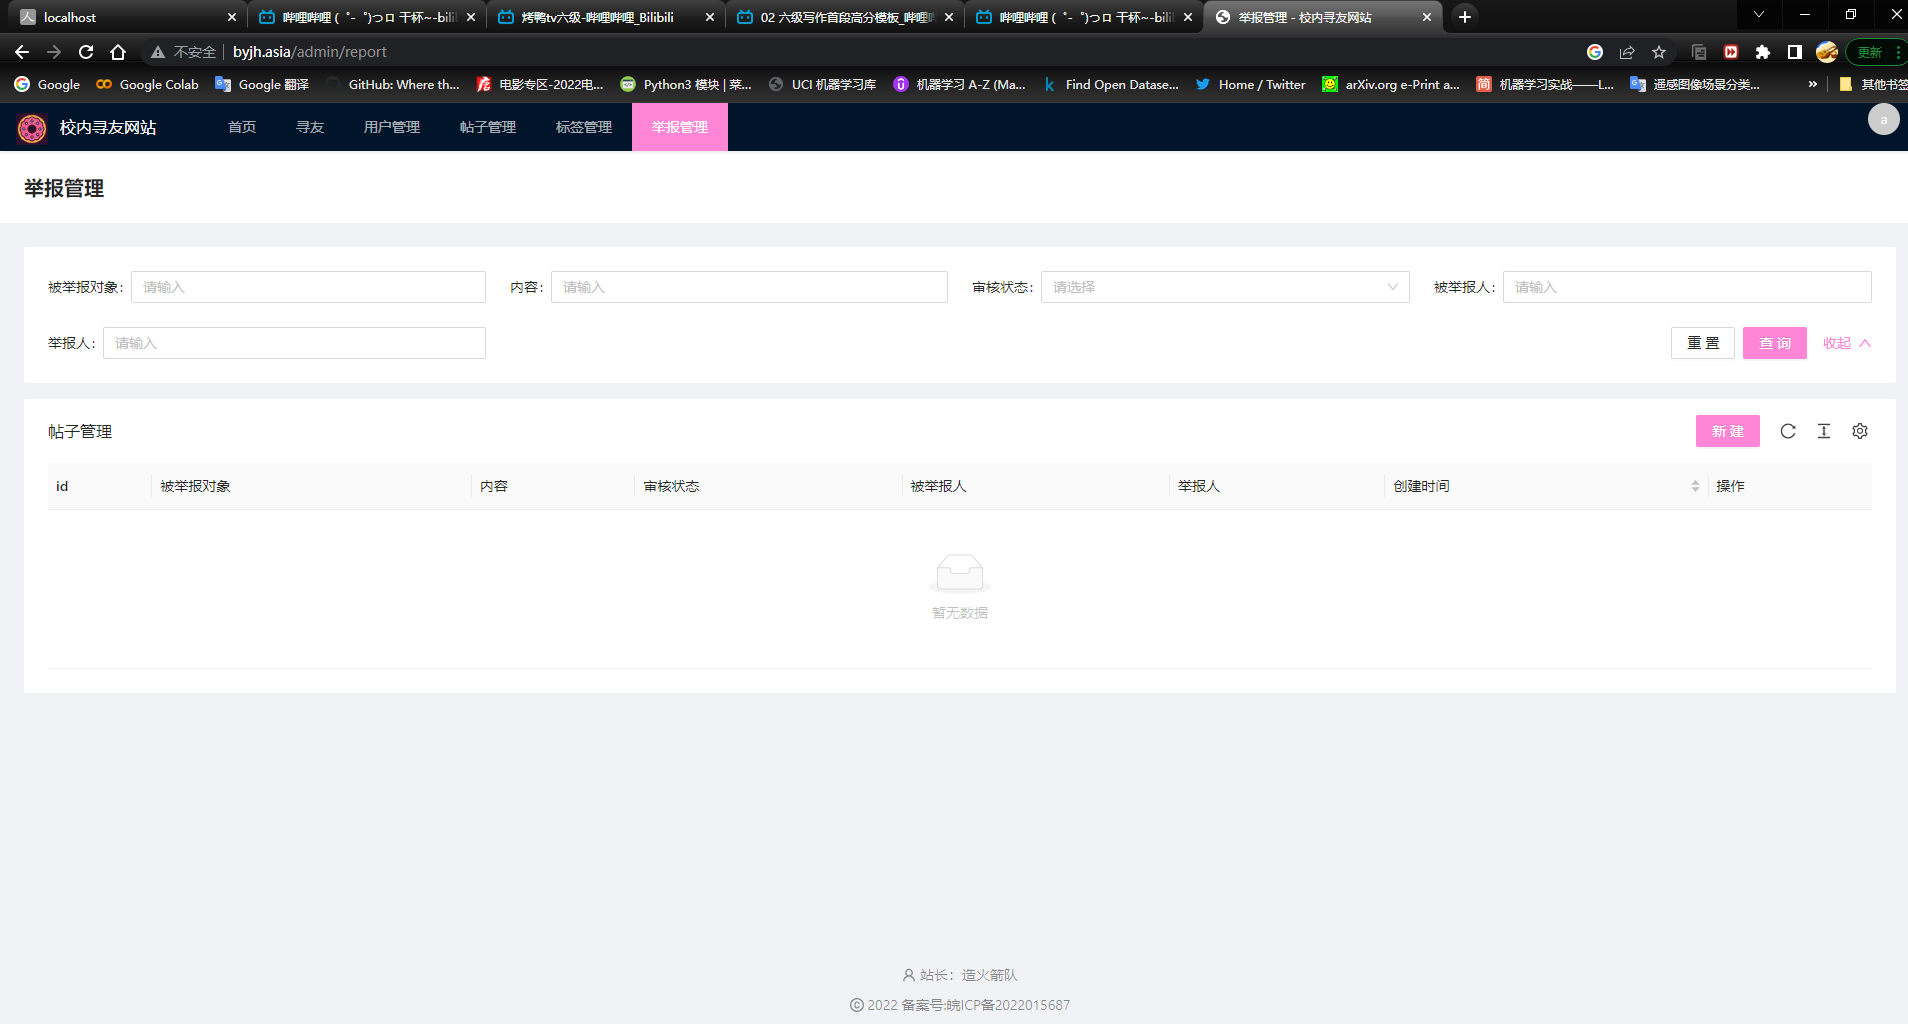 localhost
哔哩哔哩 (゜-゜)つロ 干杯~-bili
烤鸭tv六级-哔哩哔哩_Bilibili
02 六级写作首段高分模板_哔哩
哔哩哔哩 (゜-゜)つロ 干杯~-bili
举报管理 - 校内寻友网站
不安全 byjh.asia/admin/report
更新
Google
Google Colab
Google 翻译
GitHub: Where th...
电影专区-2022电...
Python3 模块 | 菜...
UCI 机器学习库
机器学习 A-Z (Ma...
Find Open Datase...
Home / Twitter
arXiv.org e-Print a...
机器学习实战——L...
遥感图像场景分类...
»
其他书签
校内寻友网站
首页
寻友
用户管理
帖子管理
标签管理
举报管理
a
举报管理
被举报对象: 请输入
内容: 请输入
审核状态: 请选择
被举报人: 请输入
举报人: 请输入
重 置
查 询
收起
帖子管理
新 建
id 被举报对象 内容 审核状态 被举报人 举报人 创建时间 操作
暂无数据
站长：造火箭队
© 2022 备案号:皖ICP备2022015687